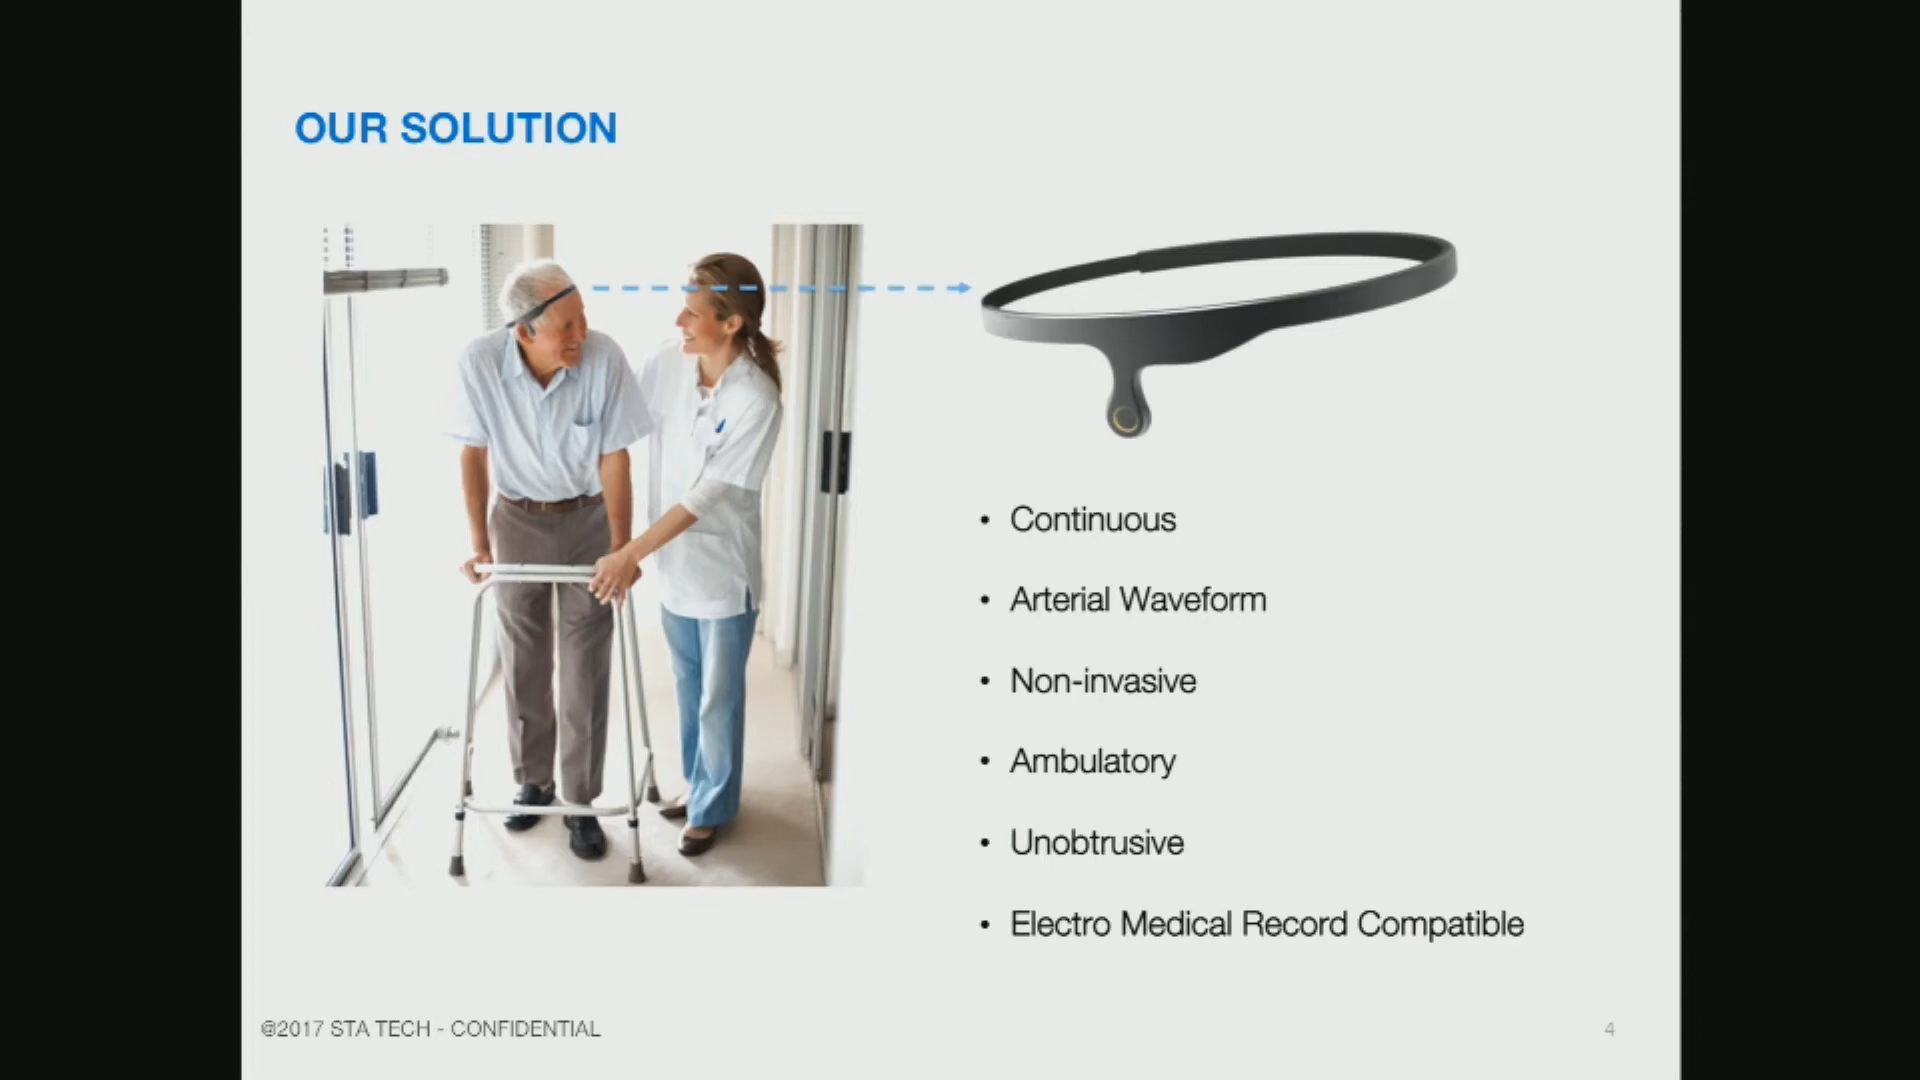 OUR SOLUTION
• Continuous
• Arterial Waveform
• Non-invasive
• Ambulatory
• Unobtrusive
• Electro Medical Record Compatible
@2017 STA TECH - CONFIDENTIAL
4